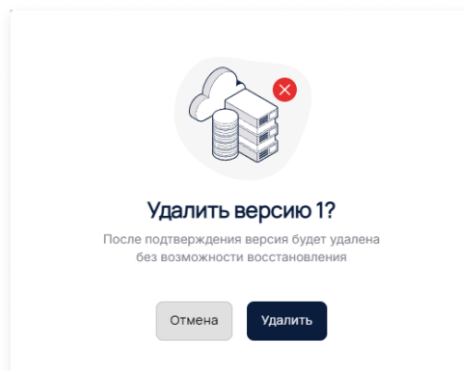 Удалить версию 1?
После подтверждения версия будет удалена
без возможности восстановления
Отмена
Удалить